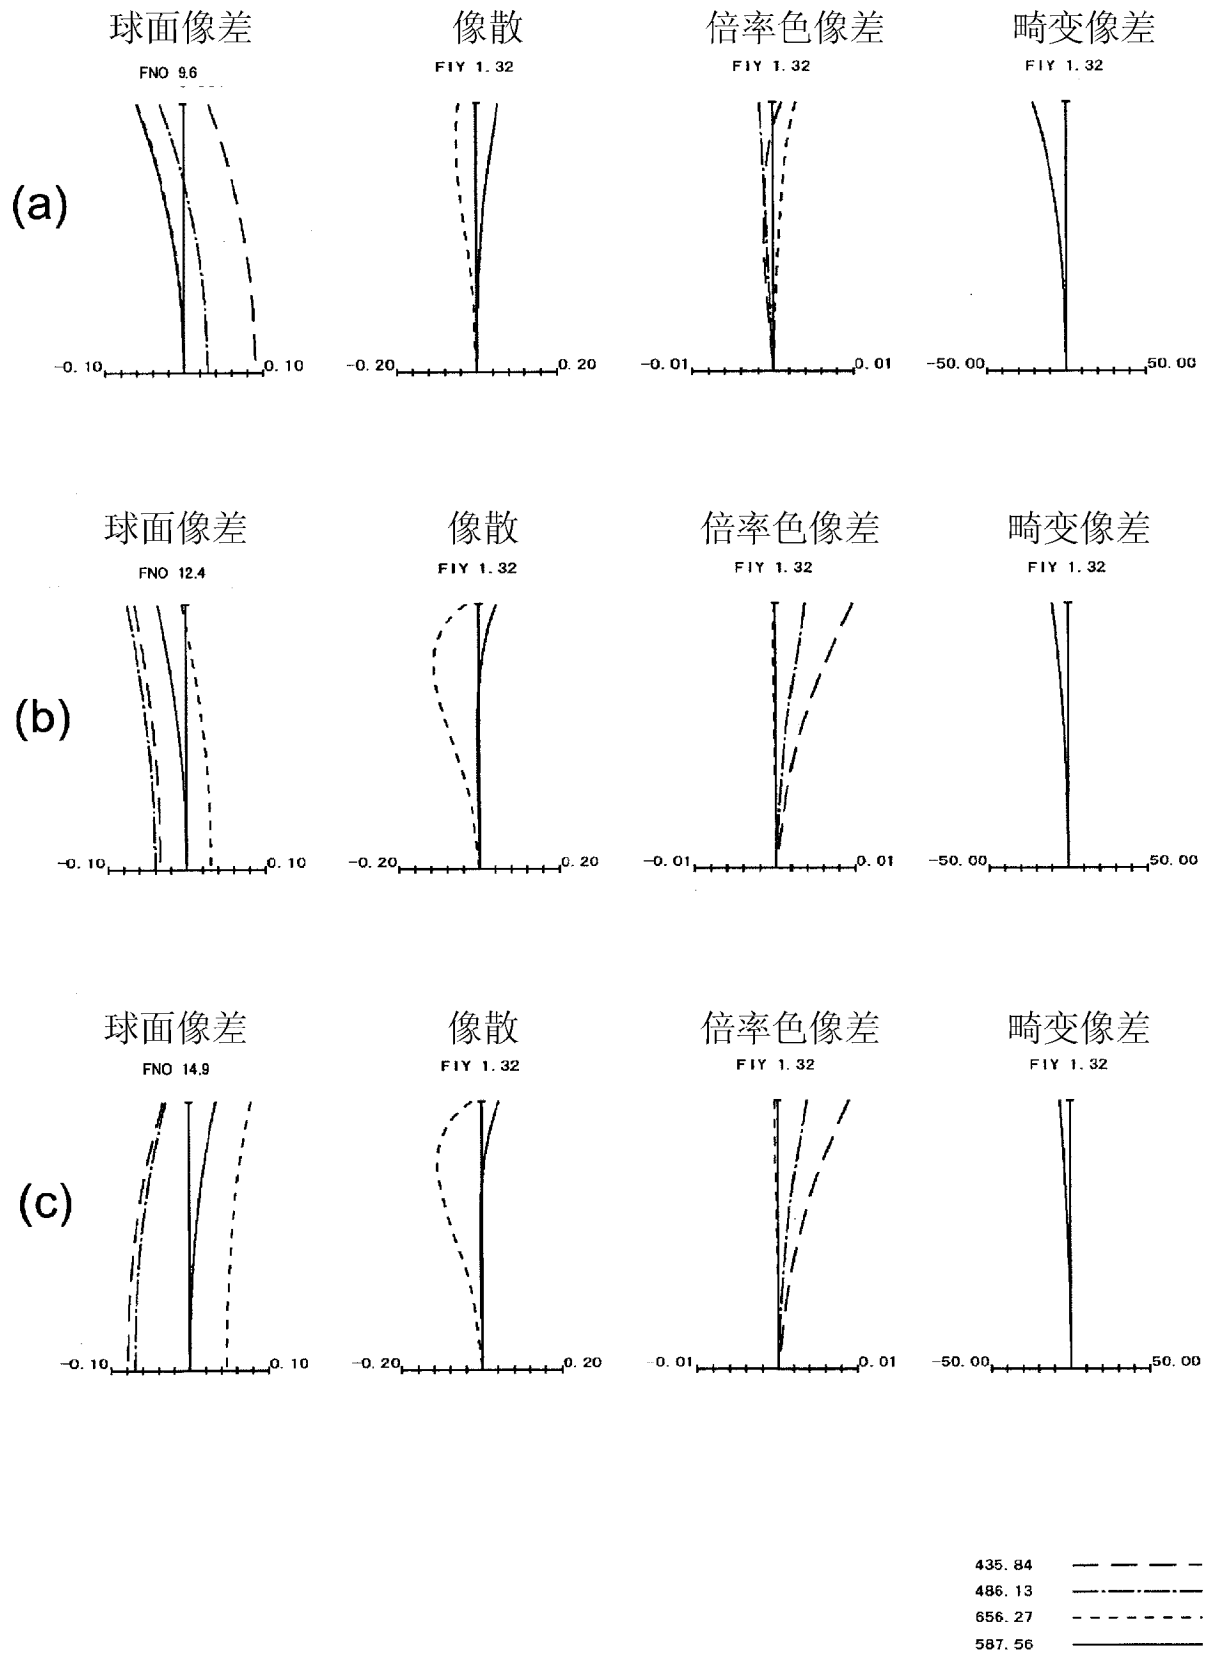 球面像差 像散 倍率色像差 畸变像差
FNO 9.6 FIY 1.32 FIY 1.32 FIY 1.32
(a)
-0.10 0.10 -0.20 0.20 -0.01 0.01 -50.00 50.00
球面像差 像散 倍率色像差 畸变像差
FNO 12.4 FIY 1.32 FIY 1.32 FIY 1.32
(b)
-0.10 0.10 -0.20 0.20 -0.01 0.01 -50.00 50.00
球面像差 像散 倍率色像差 畸变像差
FNO 14.9 FIY 1.32 FIY 1.32 FIY 1.32
(c)
-0.10 0.10 -0.20 0.20 -0.01 0.01 -50.00 50.00
435.84
486.13
656.27
587.56